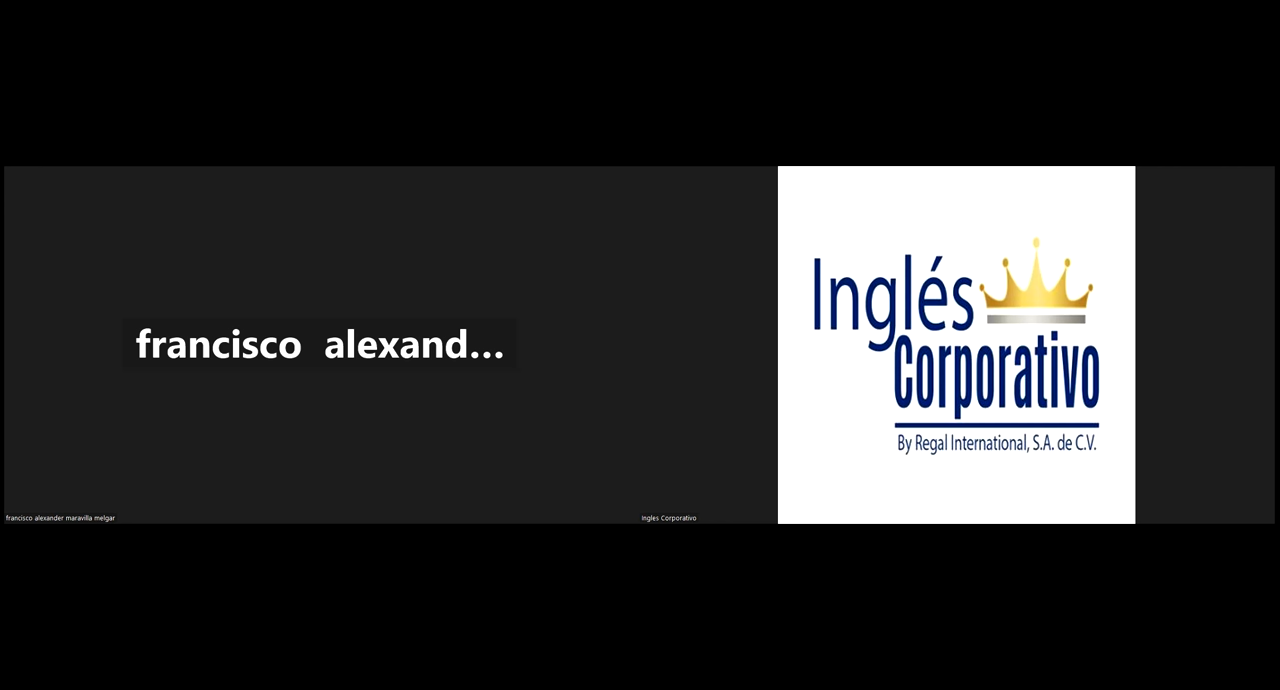 francisco alexand...
francisco alexander maravilla melgar
Inglés
Corporativo
By Regal International, S.A. de C.V.
Ingles Corporativo